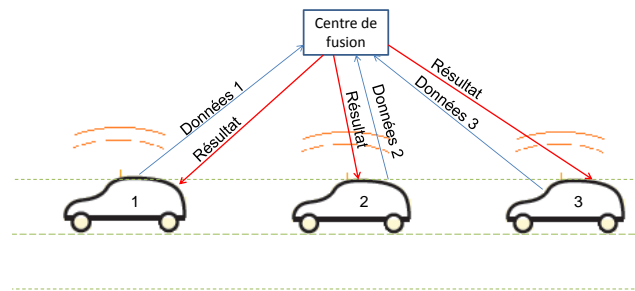 Centre de
fusion
Données 1
Résultat
Résultat
Données 2
Résultat
Données 3
1
2
3